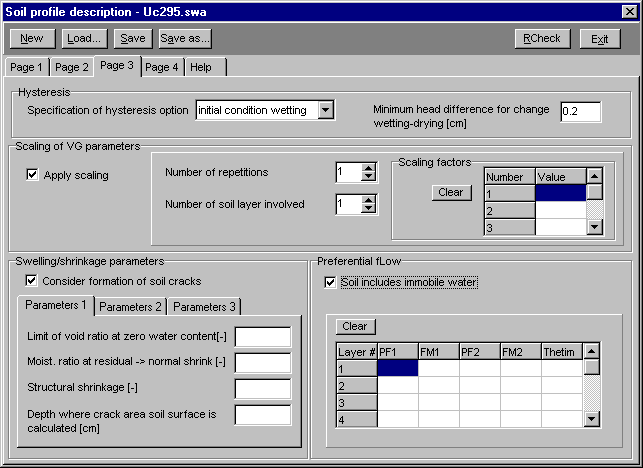 Soil profile description - Uc295.swa
New Load... Save Save as... RCheck Exit
Page 1 Page 2 Page 3 Page 4 Help
Hysteresis
Specification of hysteresis option initial condition wetting
Minimum head difference for change
wetting-drying [cm] 0.2
Scaling of VG parameters
Apply scaling
Number of repetitions 1
Number of soil layer involved 1
Scaling factors
Clear
Number Value
1
2
3
Swelling/shrinkage parameters
Consider formation of soil cracks
Parameters 1 Parameters 2 Parameters 3
Limit of void ratio at zero water content[-]
Moist. ratio at residual -> normal shrink [-]
Structural shrinkage [-]
Depth where crack area soil surface is
calculated [cm]
Preferential fLow
Soil includes immobile water
Clear
Layer # PF1 FM1 PF2 FM2 Thetim
1
2
3
4